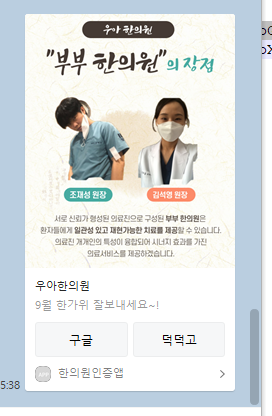 우아 한의원
"부부 한의원"의 장점
조재성 원장
김석영 원장
서로 신뢰가 형성된 의료진으로 구성된 부부 한의원은
환자들에게 일관성 있고 재현가능한 치료를 제공할 수 있습니다.
의료진 개개인의 특성이 융합되어 시너지 효과를 가진
의료서비스를 제공하겠습니다.
우아한의원
9월 한가위 잘보내세요~!
구글
덕덕고
5:38
한의원인증앱